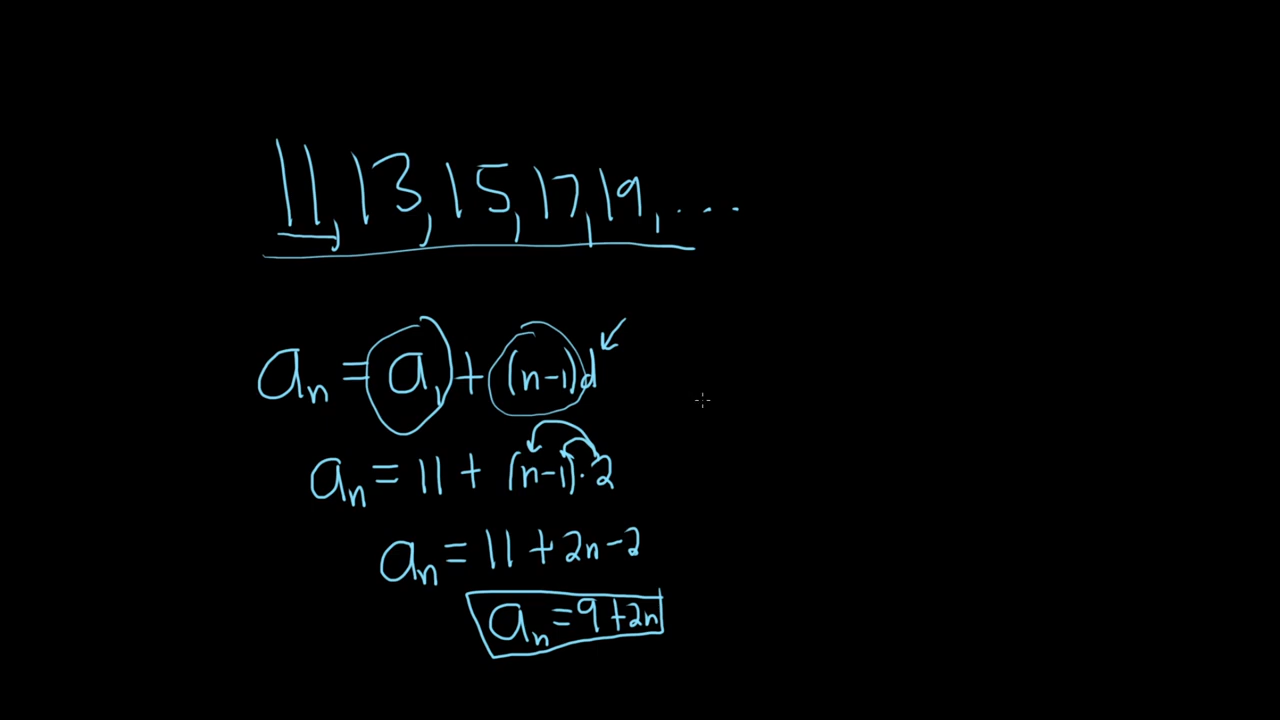 11, 13, 15, 17, 19, ...
aₙ = a₁ + (n-1)d
aₙ = 11 + (n-1)·2
aₙ = 11 + 2n - 2
aₙ = 9 + 2n